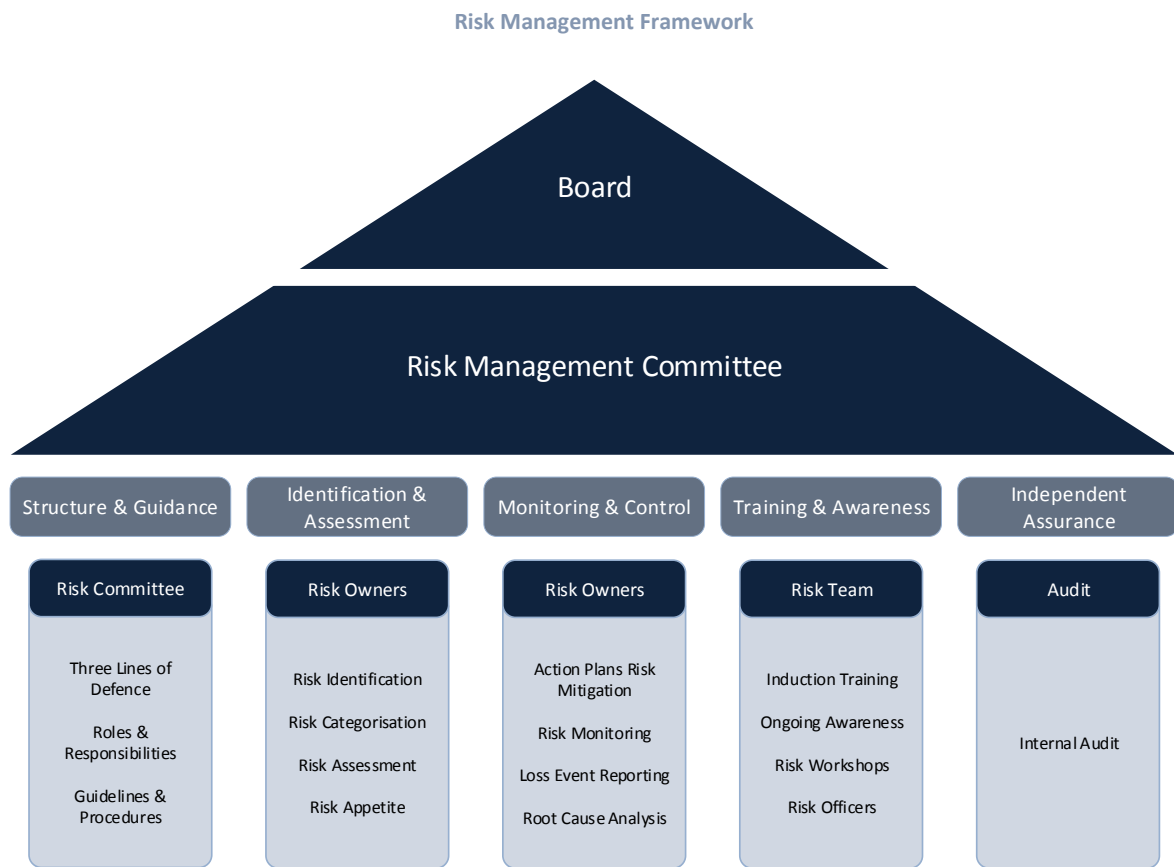 Risk Management Framework
Board
Risk Management Committee
Structure & Guidance
Identification &
Assessment
Monitoring & Control
Training & Awareness
Independent
Assurance
Risk Committee
Three Lines of
Defence
Roles &
Responsibilities
Guidelines &
Procedures
Risk Owners
Risk Identification
Risk Categorisation
Risk Assessment
Risk Appetite
Risk Owners
Action Plans Risk
Mitigation
Risk Monitoring
Loss Event Reporting
Root Cause Analysis
Risk Team
Induction Training
Ongoing Awareness
Risk Workshops
Risk Officers
Audit
Internal Audit